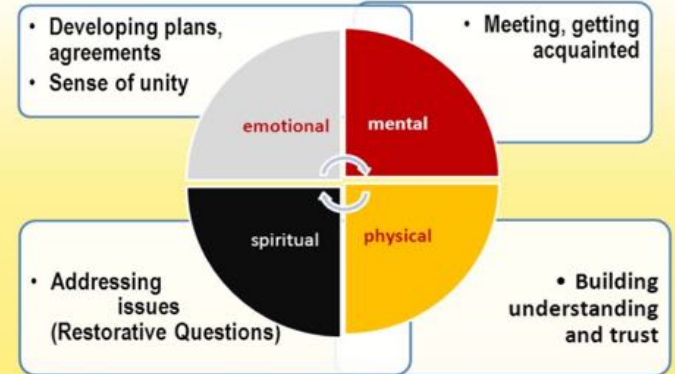 • Developing plans,
agreements
• Sense of unity
• Meeting, getting
acquainted
emotional
mental
spiritual
physical
• Addressing
issues
(Restorative Questions)
• Building
understanding
and trust